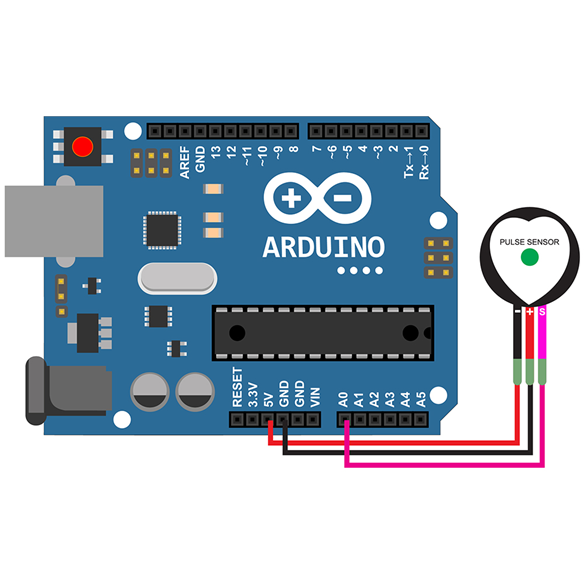 AREF
GND
13
12
~11
~10
~9
8
7
~6
~5
4
~3
2
Tx→1
Rx→0
ARDUINO
PULSE SENSOR
- + S
RESET
3.3V
5V
GND
GND
VIN
A0
A1
A2
A3
A4
A5